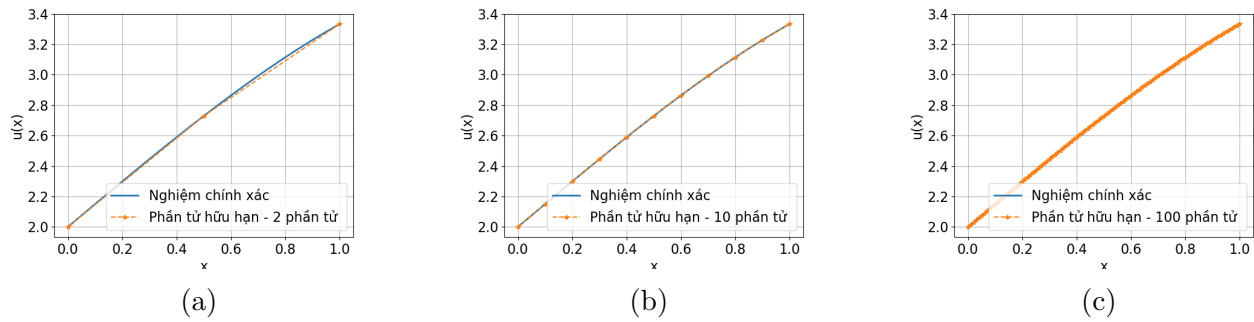 3.4
3.2
3.0
2.8
2.6
2.4
2.2
2.0
u(x)
0.0 0.2 0.4 0.6 0.8 1.0
x
Nghiệm chính xác
Phần tử hữu hạn - 2 phần tử
(a)
3.4
3.2
3.0
2.8
2.6
2.4
2.2
2.0
u(x)
0.0 0.2 0.4 0.6 0.8 1.0
x
Nghiệm chính xác
Phần tử hữu hạn - 10 phần tử
(b)
3.4
3.2
3.0
2.8
2.6
2.4
2.2
2.0
u(x)
0.0 0.2 0.4 0.6 0.8 1.0
x
Nghiệm chính xác
Phần tử hữu hạn - 100 phần tử
(c)